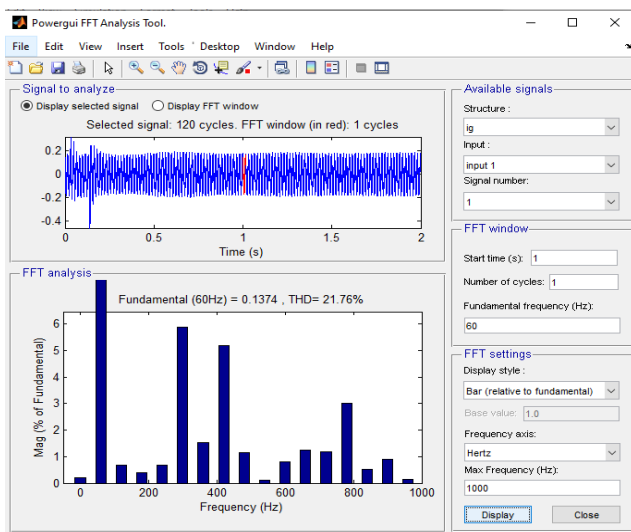 Powergui FFT Analysis Tool.
File Edit View Insert Tools Desktop Window Help
Signal to analyze
Display selected signal Display FFT window
Selected signal: 120 cycles. FFT window (in red): 1 cycles
0.2
0
-0.2
-0.4
0 0.5 1 1.5 2
Time (s)
FFT analysis
Fundamental (60Hz) = 0.1374 , THD= 21.76%
Mag (% of Fundamental)
6
5
4
3
2
1
0
0 200 400 600 800 1000
Frequency (Hz)
Available signals
Structure :
ig
Input :
input 1
Signal number:
1
FFT window
Start time (s): 1
Number of cycles: 1
Fundamental frequency (Hz):
60
FFT settings
Display style :
Bar (relative to fundamental)
Base value: 1.0
Frequency axis:
Hertz
Max Frequency (Hz):
1000
Display Close